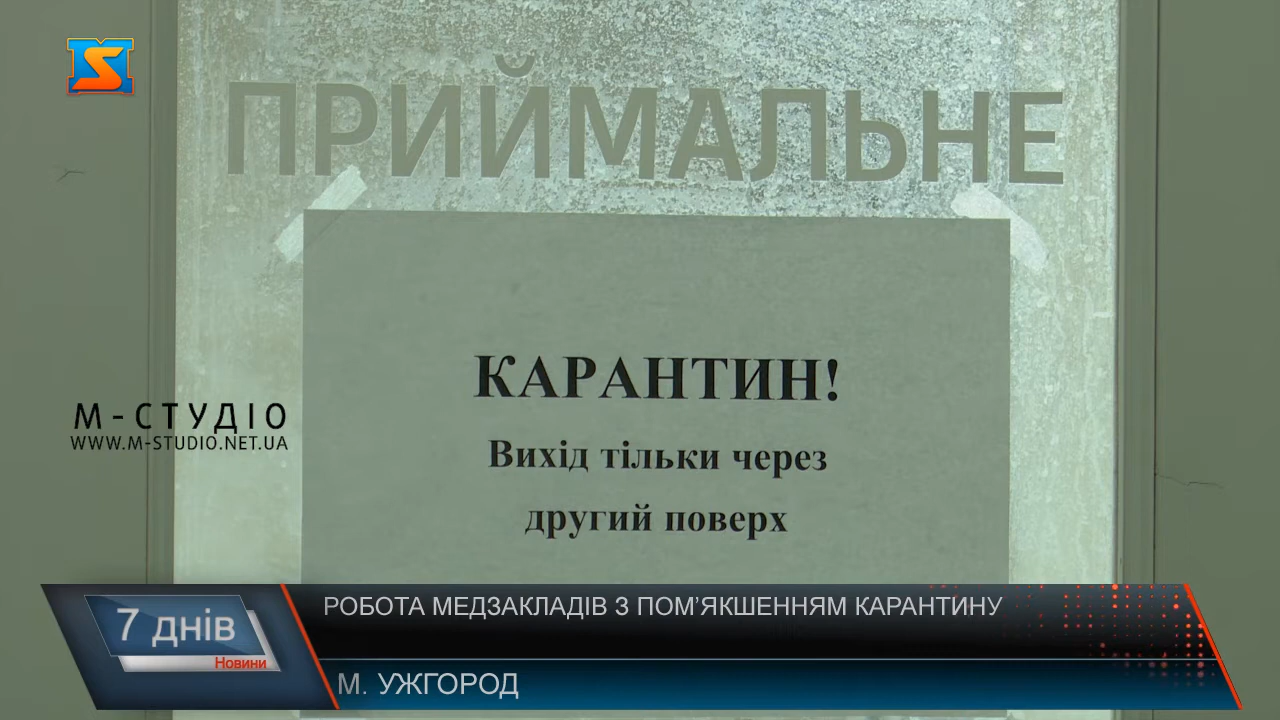 ПРИЙМАЛЬНЕ
КАРАНТИН!
Вихід тільки через
другий поверх
М-СТУДІО
WWW.M-STUDIO.NET.UA
7 днів
Новини
РОБОТА МЕДЗАКЛАДІВ З ПОМ’ЯКШЕННЯМ КАРАНТИНУ
М. УЖГОРОД